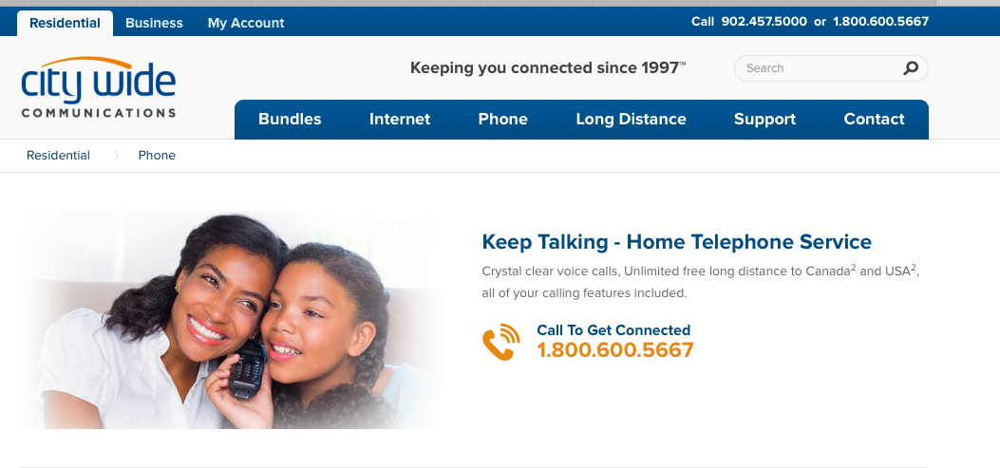 Residential Business My Account Call 902.457.5000 or 1.800.600.5667
city wide
COMMUNICATIONS
Keeping you connected since 1997™
Search
Bundles Internet Phone Long Distance Support Contact
Residential Phone
Keep Talking - Home Telephone Service
Crystal clear voice calls, Unlimited free long distance to Canada² and USA²,
all of your calling features included.
Call To Get Connected
1.800.600.5667